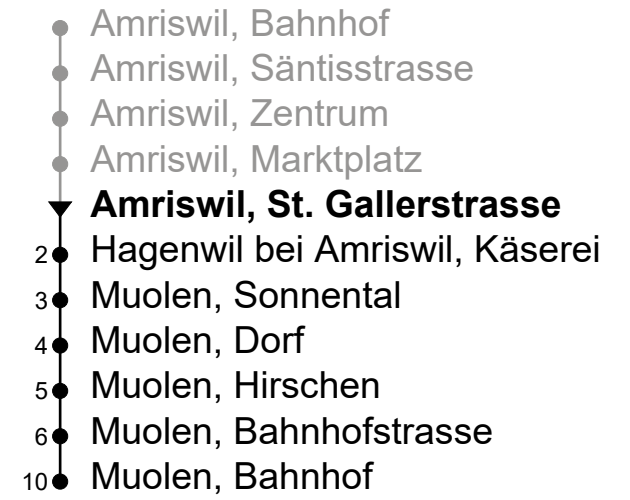 Amriswil, Bahnhof
Amriswil, Säntisstrasse
Amriswil, Zentrum
Amriswil, Marktplatz
Amriswil, St. Gallerstrasse
2 Hagenwil bei Amriswil, Käserei
3 Muolen, Sonnental
4 Muolen, Dorf
5 Muolen, Hirschen
6 Muolen, Bahnhofstrasse
10 Muolen, Bahnhof